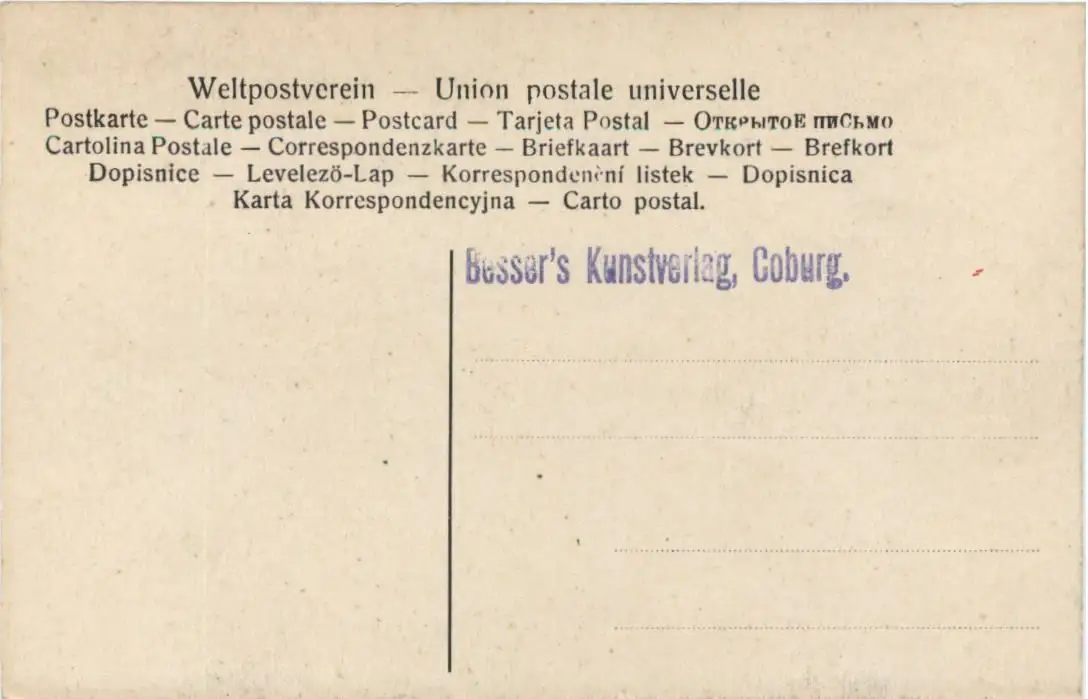 Weltpostverein — Union postale universelle
Postkarte — Carte postale — Postcard — Tarjeta Postal — Открытое письмо
Cartolina Postale — Correspondenzkarte — Briefkaart — Brevkort — Brefkort
Dopisnice — Levelezö-Lap — Korrespondenční listek — Dopisnica
Karta Korrespondencyjna — Carto postal.
Besser's Kunstverlag, Coburg.